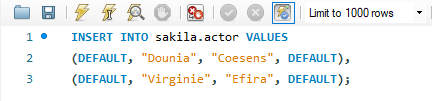 Limit to 1000 rows
1 INSERT INTO sakila.actor VALUES
2 (DEFAULT, "Dounia", "Coesens", DEFAULT),
3 (DEFAULT, "Virginie", "Efira", DEFAULT);